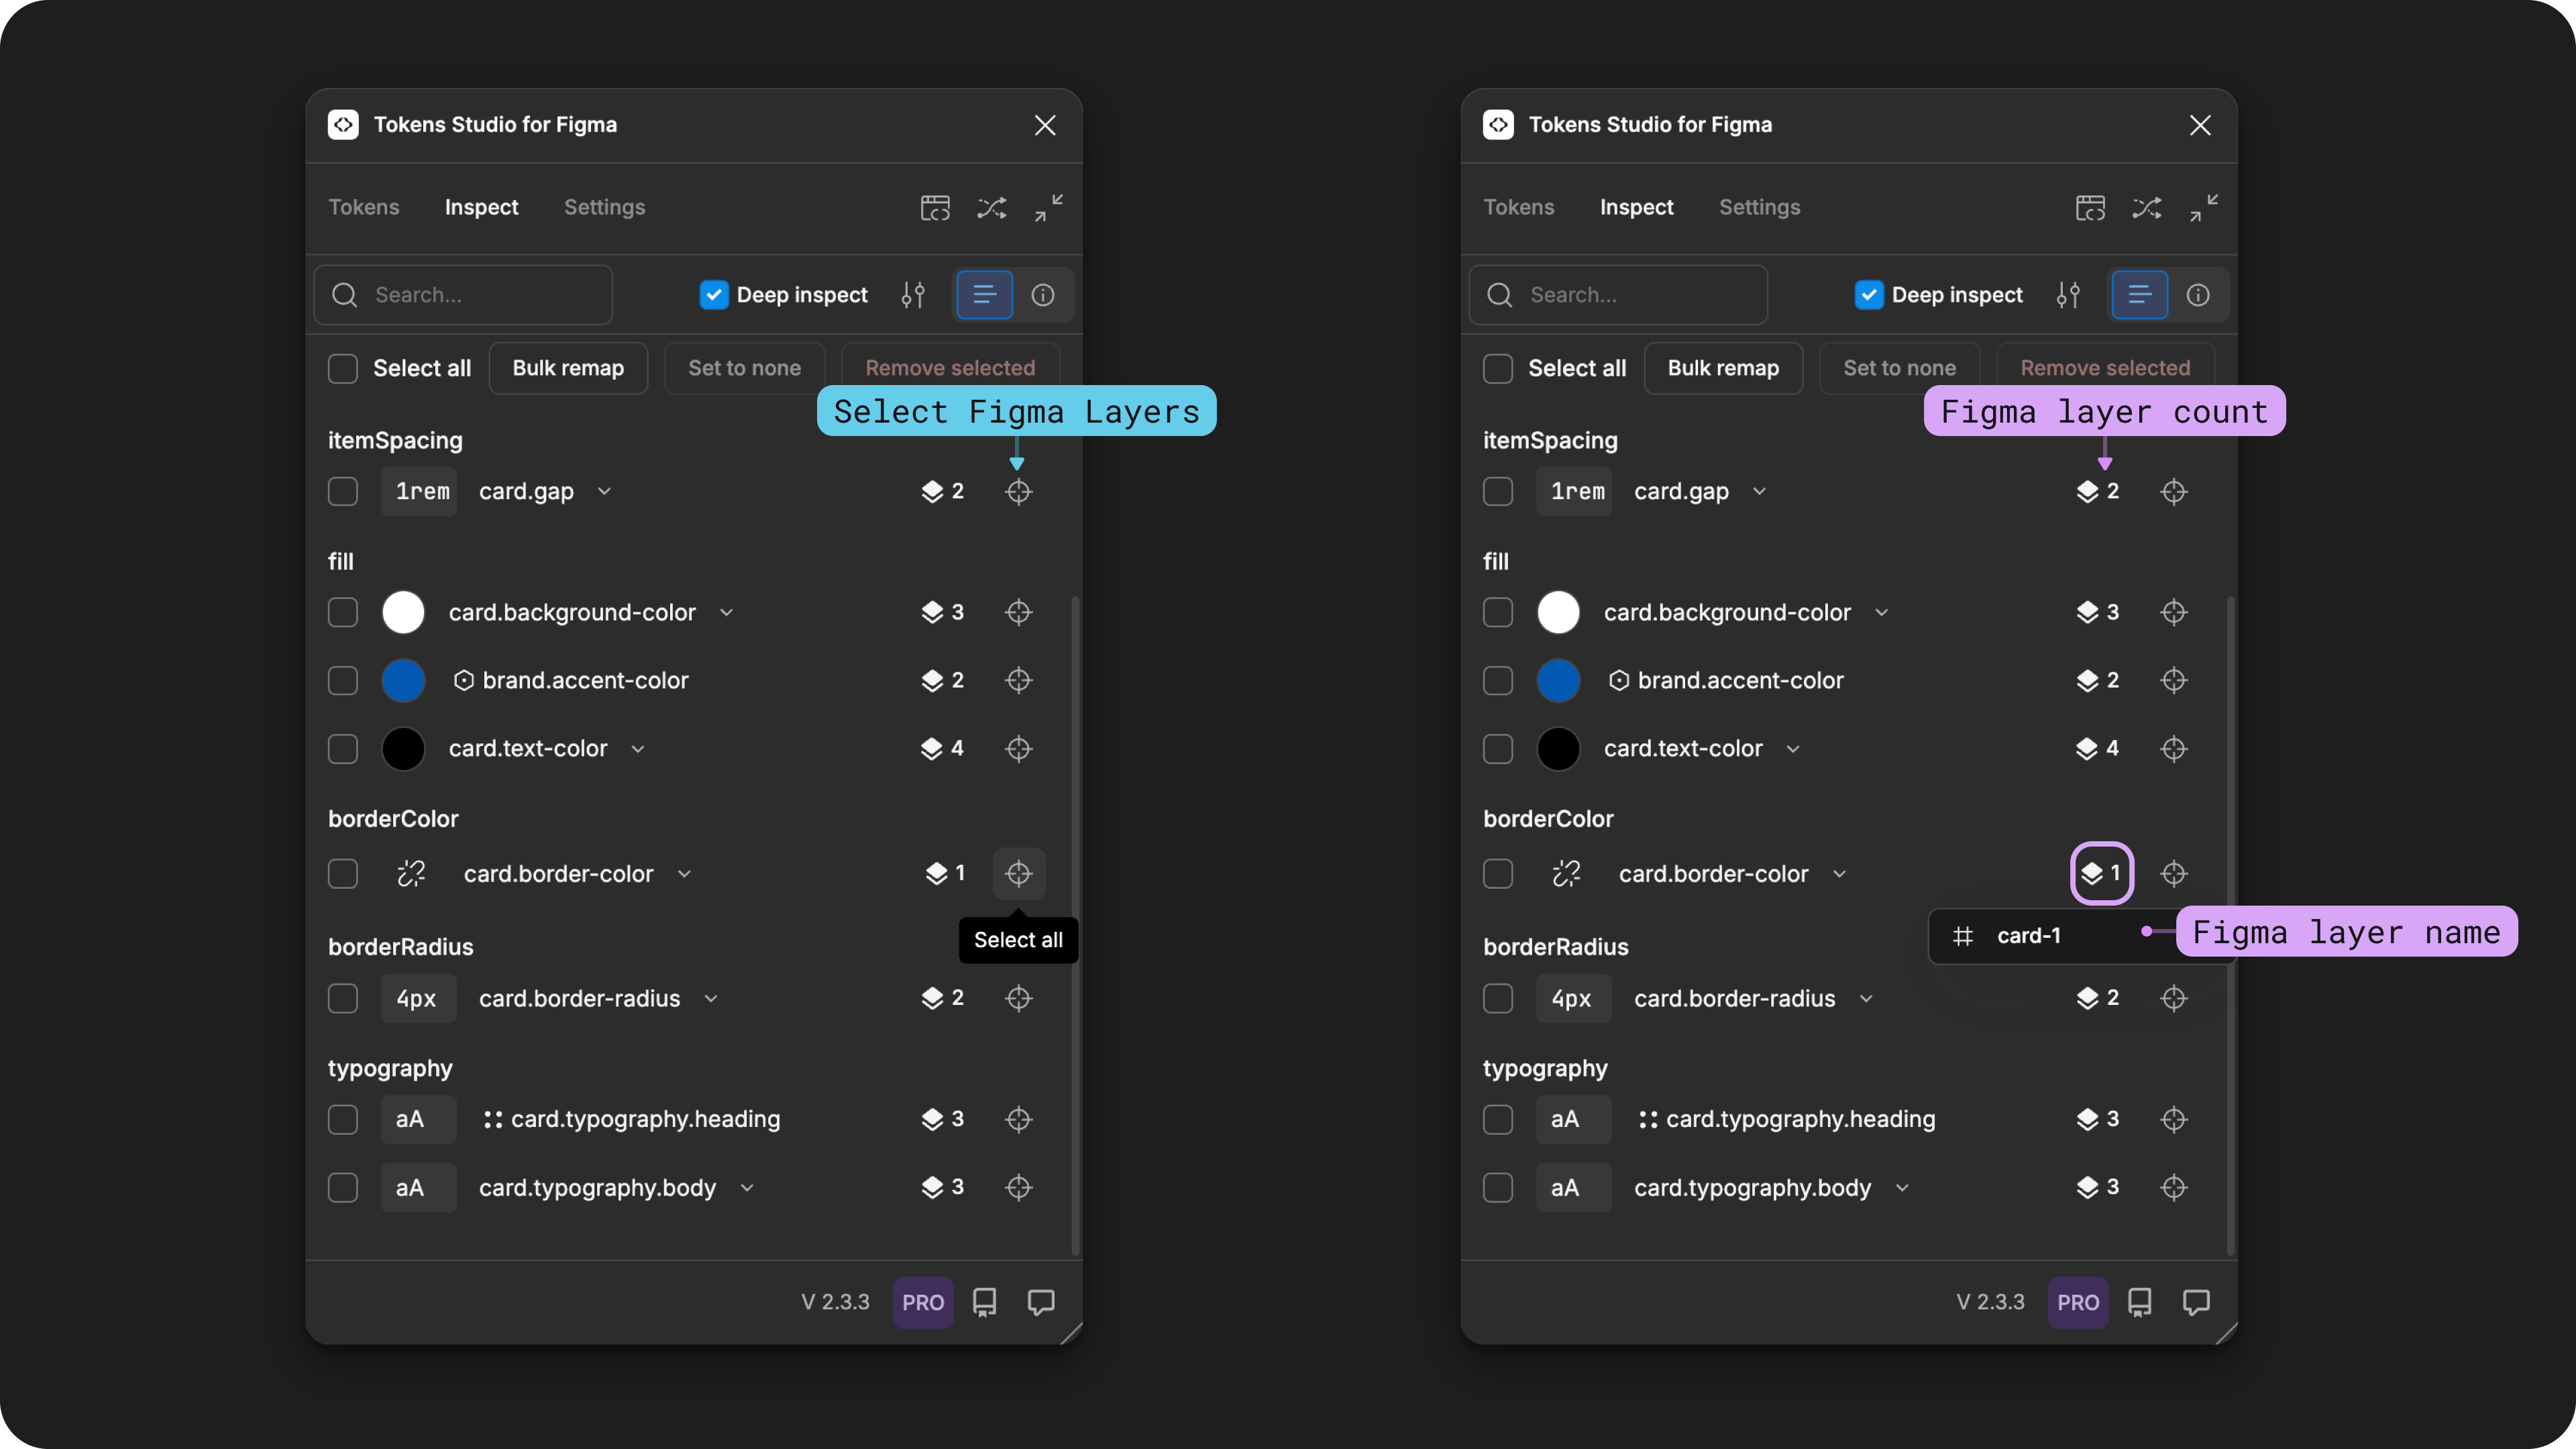 Tokens Studio for Figma
Tokens Inspect Settings
Search... Deep inspect
Select all Bulk remap Set to none Remove selected
Select Figma Layers
itemSpacing
1rem card.gap 2
fill
card.background-color 3
brand.accent-color 2
card.text-color 4
borderColor
card.border-color 1
Select all
borderRadius
4px card.border-radius 2
typography
aA card.typography.heading 3
aA card.typography.body 3
V 2.3.3 PRO
Tokens Studio for Figma
Tokens Inspect Settings
Search... Deep inspect
Select all Bulk remap Set to none Remove selected
Figma layer count
itemSpacing
1rem card.gap 2
fill
card.background-color 3
brand.accent-color 2
card.text-color 4
borderColor
card.border-color 1
card-1 Figma layer name
borderRadius
4px card.border-radius 2
typography
aA card.typography.heading 3
aA card.typography.body 3
V 2.3.3 PRO